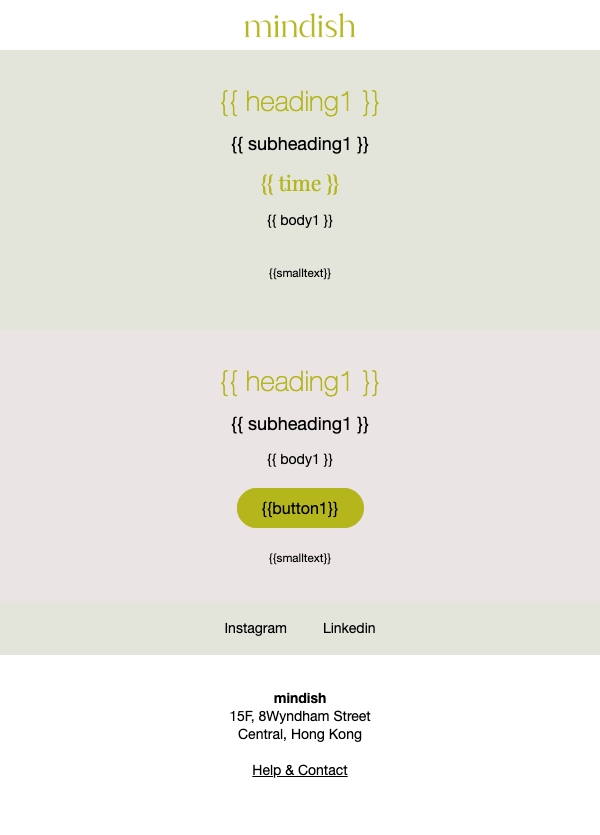 mindish
{{ heading1 }}
{{ subheading1 }}
{{ time }}
{{ body1 }}
{{smalltext}}
{{ heading1 }}
{{ subheading1 }}
{{ body1 }}
{{button1}}
{{smalltext}}
Instagram Linkedin
mindish
15F, 8Wyndham Street
Central, Hong Kong
Help & Contact